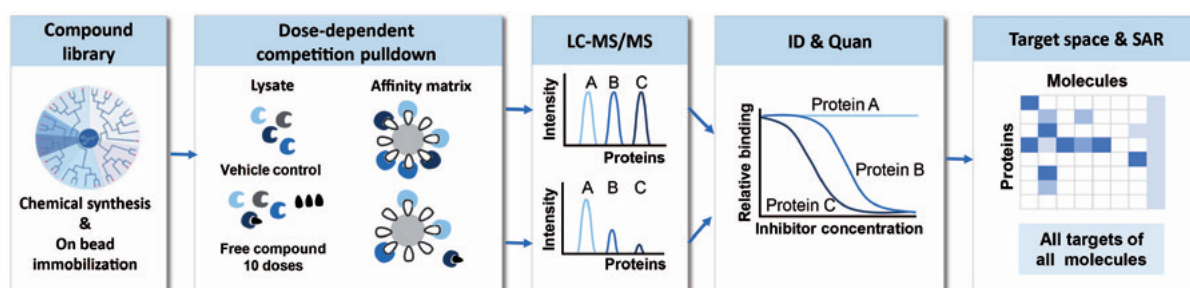 Compound
library
Chemical synthesis
&
On bead
immobilization
Dose-dependent
competition pulldown
Lysate
Affinity matrix
Vehicle control
Free compound
10 doses
LC-MS/MS
Intensity
A B C
Proteins
Intensity
A B C
Proteins
ID & Quan
Relative binding
Protein A
Protein B
Protein C
Inhibitor concentration
Target space & SAR
Molecules
Proteins
All targets of
all molecules